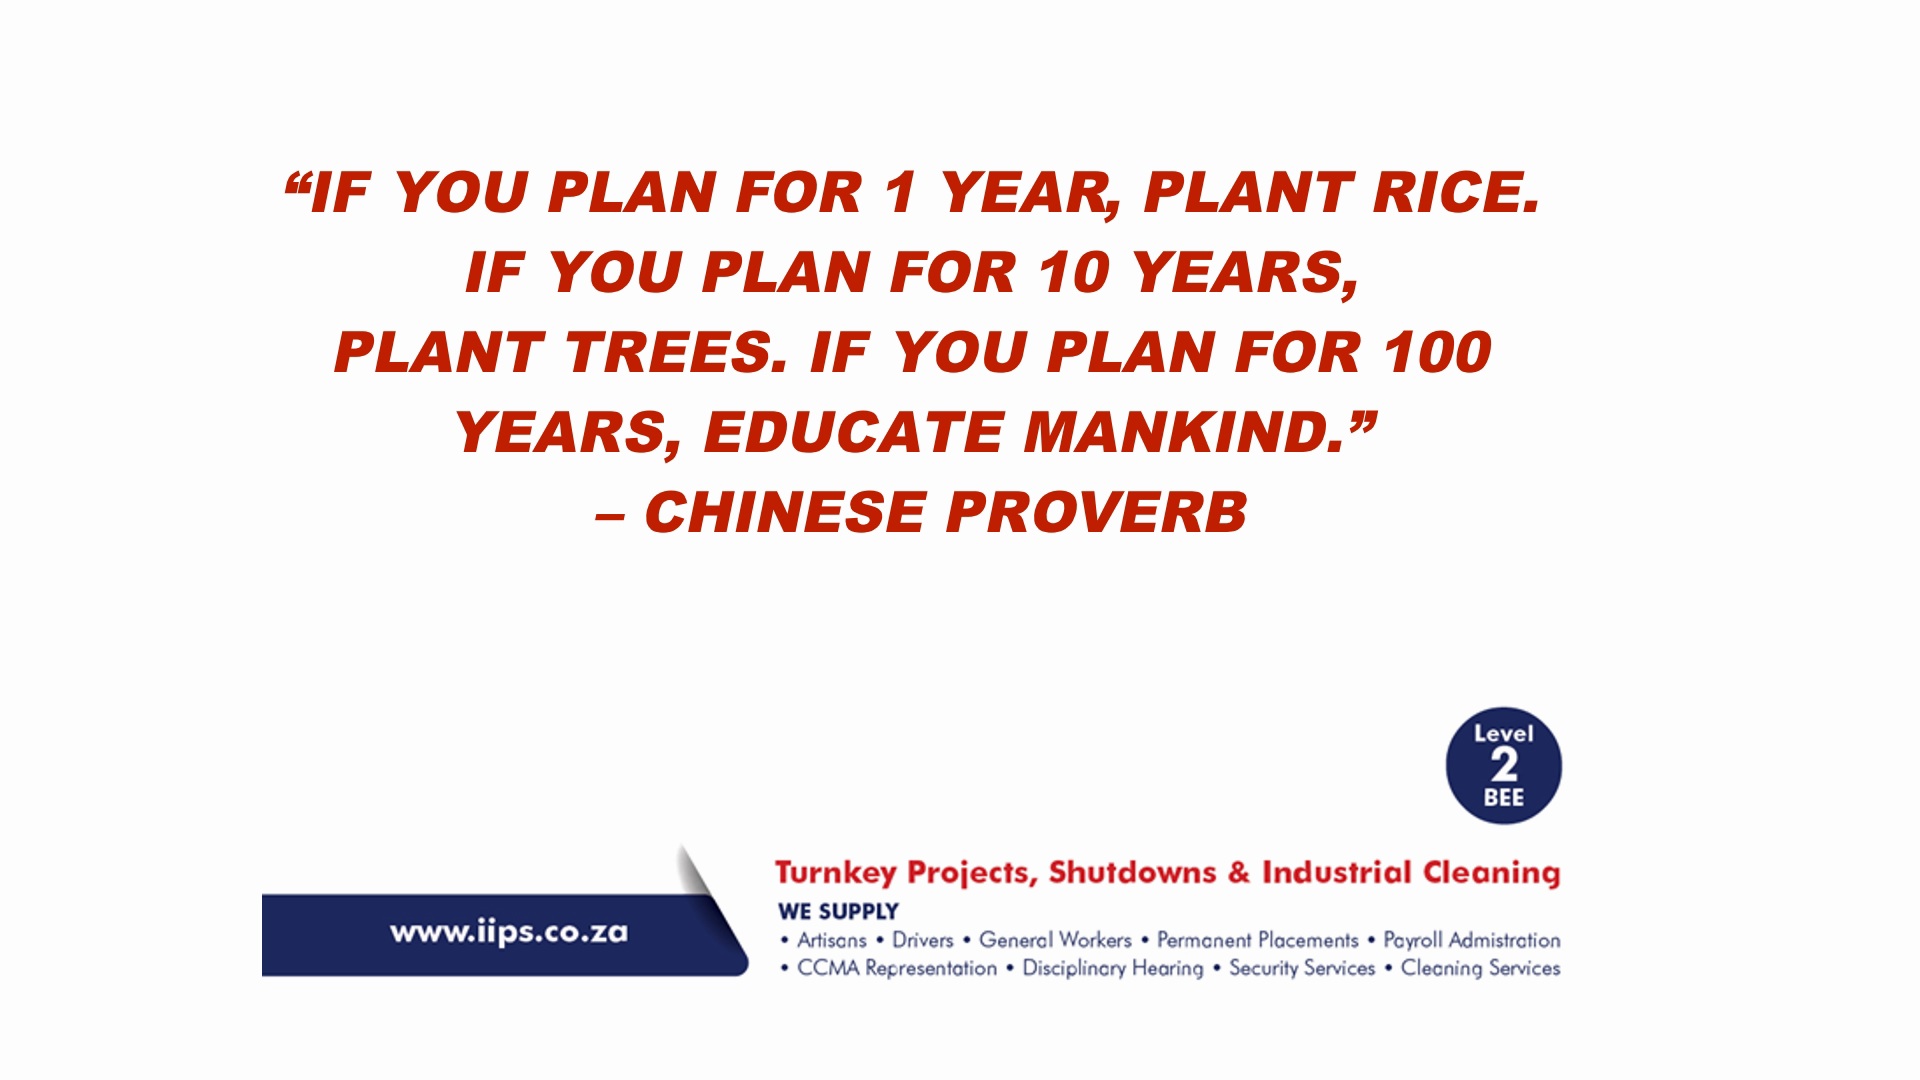 “IF YOU PLAN FOR 1 YEAR, PLANT RICE.
IF YOU PLAN FOR 10 YEARS,
PLANT TREES. IF YOU PLAN FOR 100
YEARS, EDUCATE MANKIND.”
– CHINESE PROVERB
Level
2
BEE
Turnkey Projects, Shutdowns & Industrial Cleaning
www.iips.co.za
WE SUPPLY
• Artisans • Drivers • General Workers • Permanent Placements • Payroll Admistration
• CCMA Representation • Disciplinary Hearing • Security Services • Cleaning Services